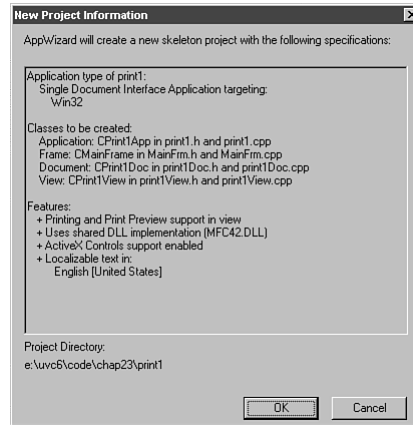 New Project Information
AppWizard will create a new skeleton project with the following specifications:
Application type of print1:
Single Document Interface Application targeting:
Win32
Classes to be created:
Application: CPrint1App in print1.h and print1.cpp
Frame: CMainFrame in MainFrm.h and MainFrm.cpp
Document: CPrint1Doc in print1Doc.h and print1Doc.cpp
View: CPrint1View in print1View.h and print1View.cpp
Features:
+ Printing and Print Preview support in view
+ Uses shared DLL implementation (MFC42.DLL)
+ ActiveX Controls support enabled
+ Localizable text in:
English [United States]
Project Directory:
e:\uvc6\code\chap23\print1
OK Cancel